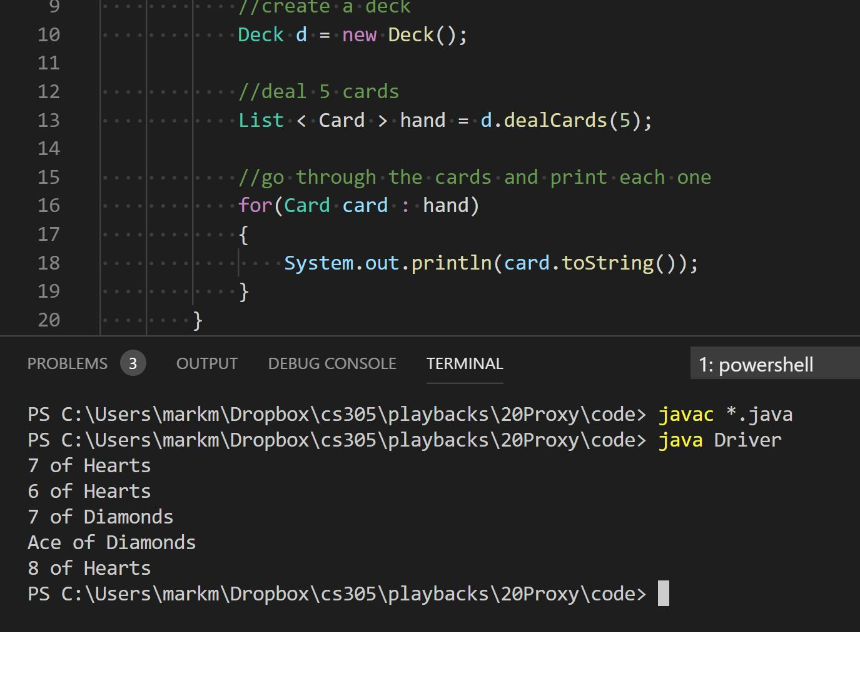 9 //create a deck
10 Deck d = new Deck();
11
12 //deal 5 cards
13 List < Card > hand = d.dealCards(5);
14
15 //go through the cards and print each one
16 for(Card card : hand)
17 {
18 System.out.println(card.toString());
19 }
20 }
PROBLEMS 3 OUTPUT DEBUG CONSOLE TERMINAL 1: powershell
PS C:\Users\markm\Dropbox\cs305\playbacks\20Proxy\code> javac *.java
PS C:\Users\markm\Dropbox\cs305\playbacks\20Proxy\code> java Driver
7 of Hearts
6 of Hearts
7 of Diamonds
Ace of Diamonds
8 of Hearts
PS C:\Users\markm\Dropbox\cs305\playbacks\20Proxy\code>